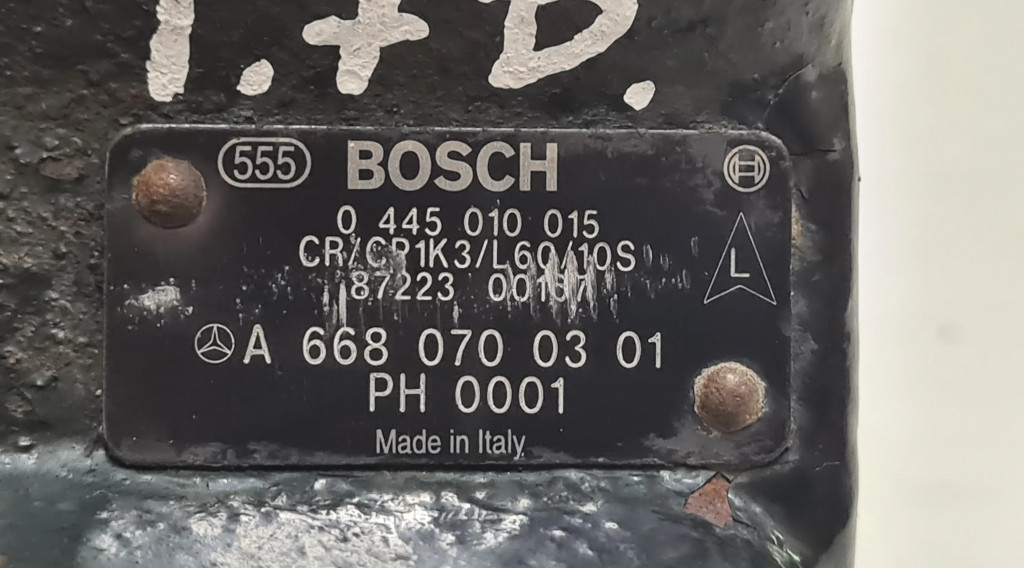 1.7D.
555 BOSCH
0 445 010 015
CR/CP1K3/L60/10S
87223
L
A 668 070 03 01
PH 0001
Made in Italy